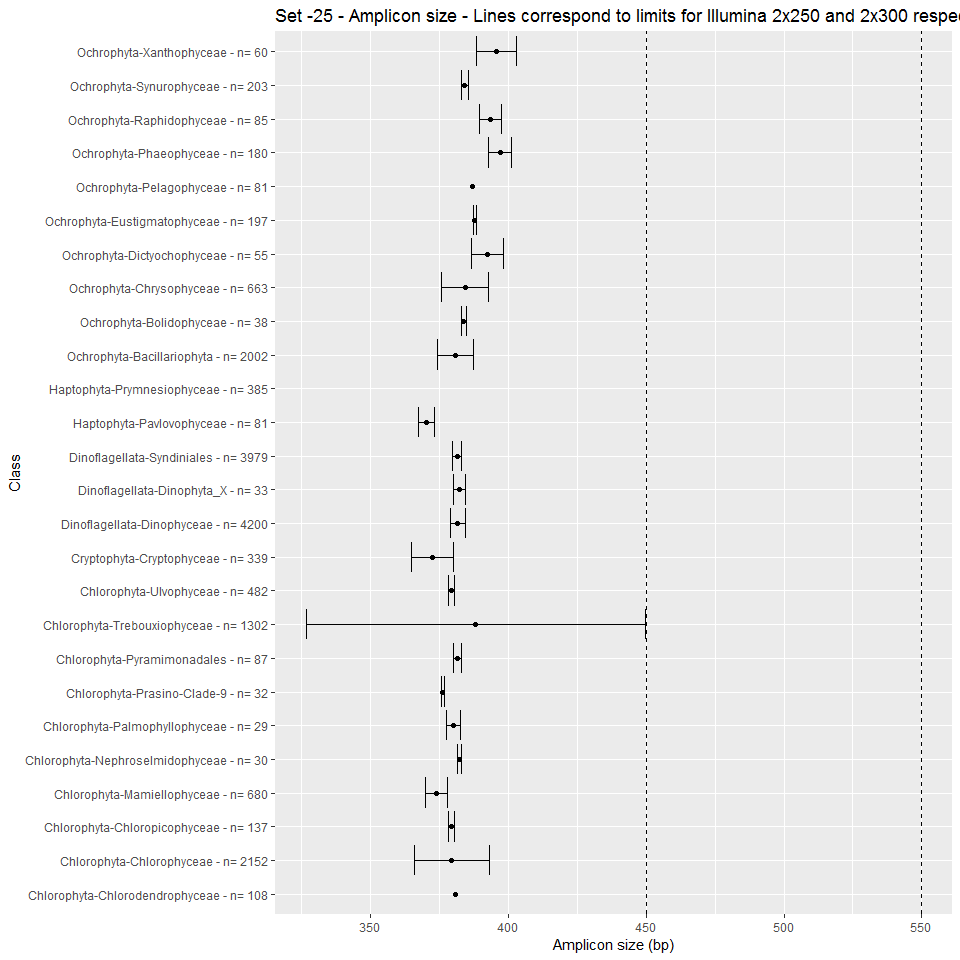 Set -25 - Amplicon size - Lines correspond to limits for Illumina 2x250 and 2x300 respec
Ochrophyta-Xanthophyceae - n= 60
Ochrophyta-Synurophyceae - n= 203
Ochrophyta-Raphidophyceae - n= 85
Ochrophyta-Phaeophyceae - n= 180
Ochrophyta-Pelagophyceae - n= 81
Ochrophyta-Eustigmatophyceae - n= 197
Ochrophyta-Dictyochophyceae - n= 55
Ochrophyta-Chrysophyceae - n= 663
Ochrophyta-Bolidophyceae - n= 38
Ochrophyta-Bacillariophyta - n= 2002
Haptophyta-Prymnesiophyceae - n= 385
Haptophyta-Pavlovophyceae - n= 81
Dinoflagellata-Syndiniales - n= 3979
Dinoflagellata-Dinophyta_X - n= 33
Dinoflagellata-Dinophyceae - n= 4200
Cryptophyta-Cryptophyceae - n= 339
Chlorophyta-Ulvophyceae - n= 482
Chlorophyta-Trebouxiophyceae - n= 1302
Chlorophyta-Pyramimonadales - n= 87
Chlorophyta-Prasino-Clade-9 - n= 32
Chlorophyta-Palmophyllophyceae - n= 29
Chlorophyta-Nephroselmidophyceae - n= 30
Chlorophyta-Mamiellophyceae - n= 680
Chlorophyta-Chloropicophyceae - n= 137
Chlorophyta-Chlorophyceae - n= 2152
Chlorophyta-Chlorodendrophyceae - n= 108
Class
350 400 450 500 550
Amplicon size (bp)